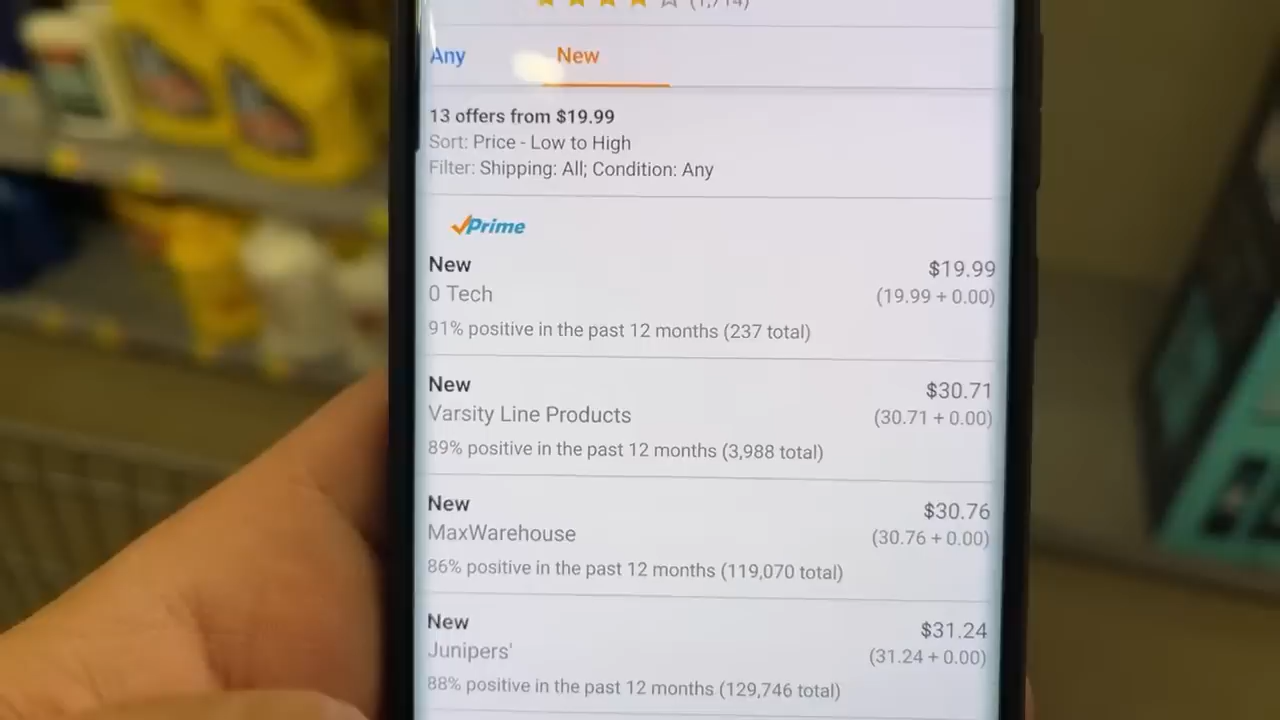 (1,714)
Any New
13 offers from $19.99
Sort: Price - Low to High
Filter: Shipping: All; Condition: Any
Prime
New
$19.99
0 Tech
(19.99 + 0.00)
91% positive in the past 12 months (237 total)
New
$30.71
Varsity Line Products
(30.71 + 0.00)
89% positive in the past 12 months (3,988 total)
New
$30.76
MaxWarehouse
(30.76 + 0.00)
86% positive in the past 12 months (119,070 total)
New
$31.24
Junipers'
(31.24 + 0.00)
88% positive in the past 12 months (129,746 total)